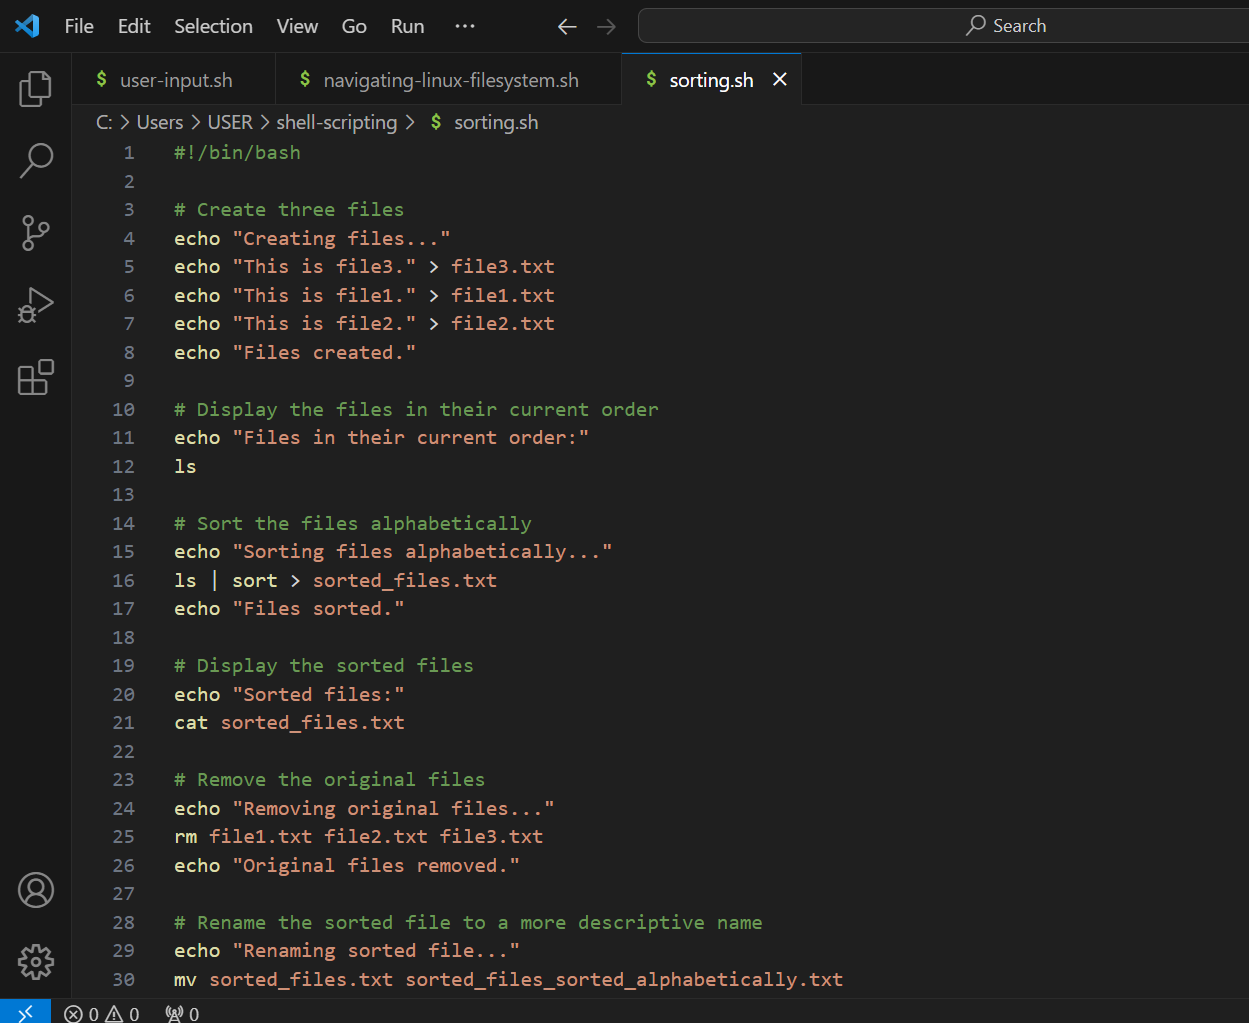 File Edit Selection View Go Run ··· Search
$ user-input.sh $ navigating-linux-filesystem.sh $ sorting.sh
C: > Users > USER > shell-scripting > $ sorting.sh
1 #!/bin/bash
2
3 # Create three files
4 echo "Creating files..."
5 echo "This is file3." > file3.txt
6 echo "This is file1." > file1.txt
7 echo "This is file2." > file2.txt
8 echo "Files created."
9
10 # Display the files in their current order
11 echo "Files in their current order:"
12 ls
13
14 # Sort the files alphabetically
15 echo "Sorting files alphabetically..."
16 ls | sort > sorted_files.txt
17 echo "Files sorted."
18
19 # Display the sorted files
20 echo "Sorted files:"
21 cat sorted_files.txt
22
23 # Remove the original files
24 echo "Removing original files..."
25 rm file1.txt file2.txt file3.txt
26 echo "Original files removed."
27
28 # Rename the sorted file to a more descriptive name
29 echo "Renaming sorted file..."
30 mv sorted_files.txt sorted_files_sorted_alphabetically.txt
0 0 0